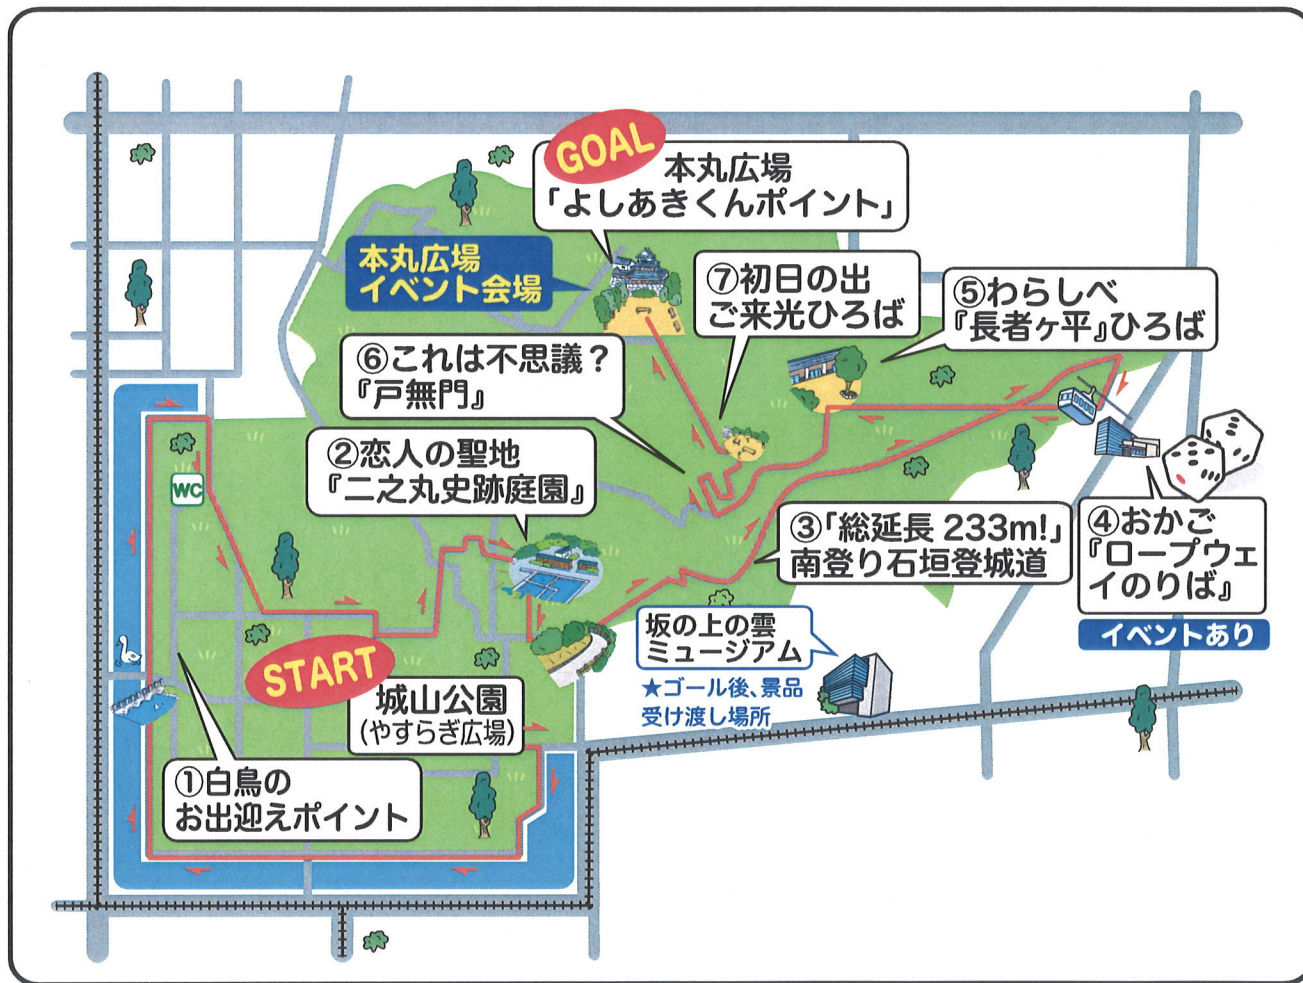 GOAL
本丸広場
「よしあきくんポイント」
本丸広場
イベント会場
⑦初日の出
ご来光ひろば
⑤わらしべ
『長者ヶ平』ひろば
⑥これは不思議？
『戸無門』
②恋人の聖地
『二之丸史跡庭園』
WC
③「総延長 233m!」
南登り石垣登城道
④おかご
『ロープウェ
イのりば』
イベントあり
坂の上の雲
ミュージアム
★ゴール後、景品
受け渡し場所
START
城山公園
(やすらぎ広場)
①白鳥の
お出迎えポイント